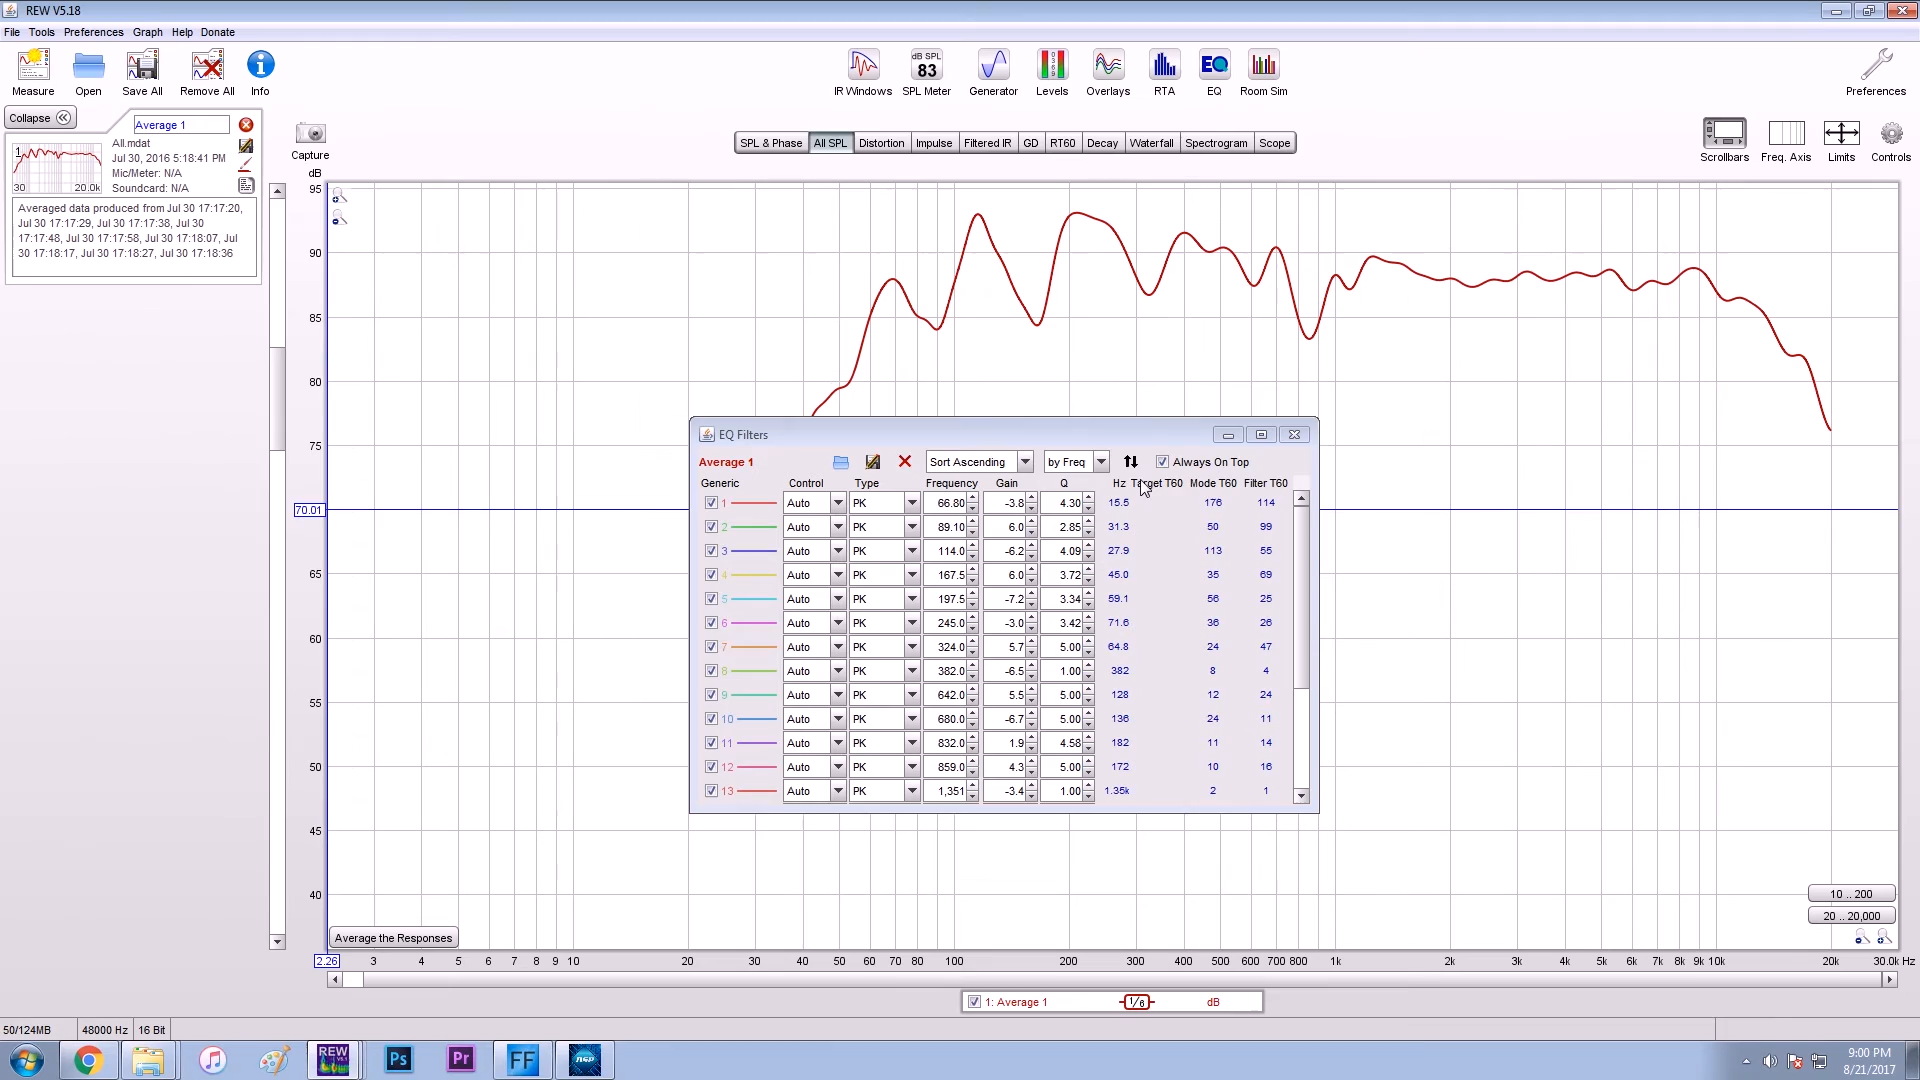 REW V5.18
File Tools Preferences Graph Help Donate
Measure Open Save All Remove All Info
IR Windows
dB SPL
83
SPL Meter Generator Levels Overlays RTA
EQ
EQ Room Sim
Preferences
Collapse
Average 1
1
30 20.0k
All.mdat
Jul 30, 2016 5:18:41 PM
Mic/Meter: N/A
Soundcard: N/A
Averaged data produced from Jul 30 17:17:20,
Jul 30 17:17:29, Jul 30 17:17:38, Jul 30
17:17:48, Jul 30 17:17:58, Jul 30 17:18:07, Jul
30 17:18:17, Jul 30 17:18:27, Jul 30 17:18:36
Capture
SPL & Phase All SPL Distortion Impulse Filtered IR GD RT60 Decay Waterfall Spectrogram Scope
Scrollbars Freq. Axis Limits Controls
dB
95
90
85
80
75
70.01
65
60
55
50
45
40
EQ Filters
Average 1 Sort Ascending by Freq Always On Top
Generic Control Type Frequency Gain Q Hz Target T60 Mode T60 Filter T60
1 Auto PK 66.80 -3.8 4.30 15.5 176 114
2 Auto PK 89.10 6.0 2.85 31.3 50 99
3 Auto PK 114.0 -6.2 4.09 27.9 113 55
4 Auto PK 167.5 6.0 3.72 45.0 35 69
5 Auto PK 197.5 -7.2 3.34 59.1 56 25
6 Auto PK 245.0 -3.0 3.42 71.6 36 26
7 Auto PK 324.0 5.7 5.00 64.8 24 47
8 Auto PK 382.0 -6.5 1.00 382 8 4
9 Auto PK 642.0 5.5 5.00 128 12 24
10 Auto PK 680.0 -6.7 5.00 136 24 11
11 Auto PK 832.0 1.9 4.58 182 11 14
12 Auto PK 859.0 4.3 5.00 172 10 16
13 Auto PK 1,351 -3.4 1.00 1.35k 2 1
10 .. 200
20 .. 20,000
Average the Responses
2.26 3 4 5 6 7 8 9 10 20 30 40 50 60 70 80 100 200 300 400 500 600 700 800 1k 2k 3k 4k 5k 6k 7k 8k 9k 10k 20k 30.0k Hz
1: Average 1 1/6 dB
50/124MB 48000 Hz 16 Bit
REW Ps Pr FF
9:00 PM
8/21/2017